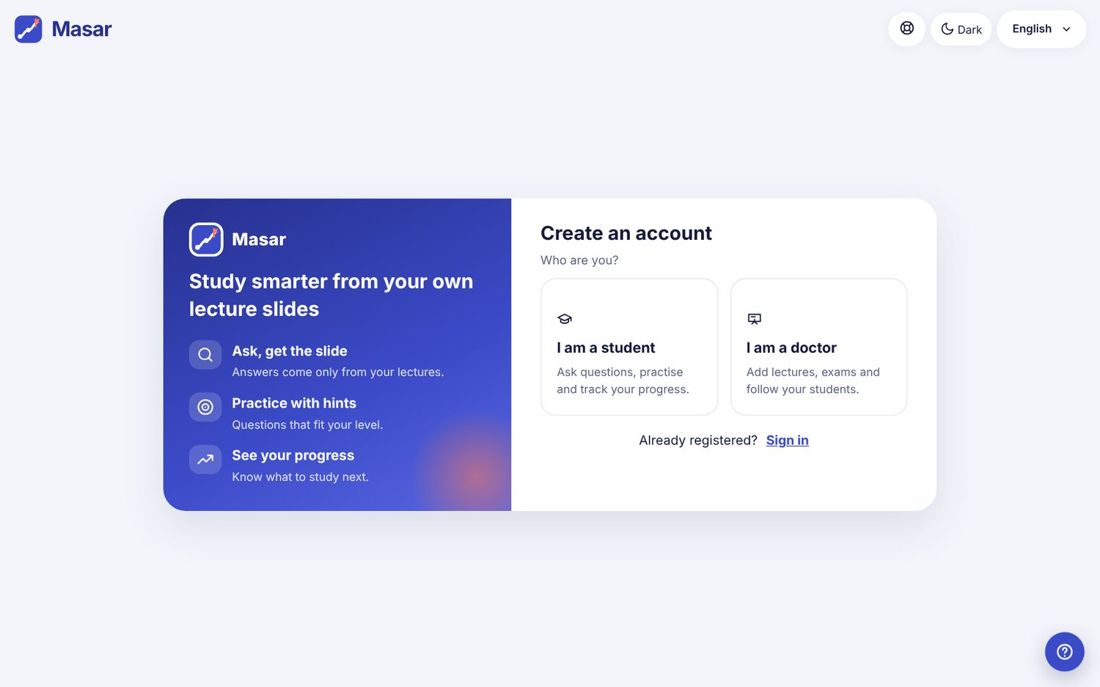 Masar
Dark
English
Masar
Study smarter from your own
lecture slides
Ask, get the slide
Answers come only from your lectures.
Practice with hints
Questions that fit your level.
See your progress
Know what to study next.
Create an account
Who are you?
I am a student
Ask questions, practise
and track your progress.
I am a doctor
Add lectures, exams and
follow your students.
Already registered? Sign in